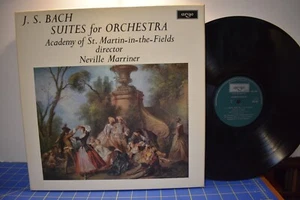 J. S. BACH
SUITES for ORCHESTRA
Academy of St. Martin-in-the-Fields
director
Neville Marriner